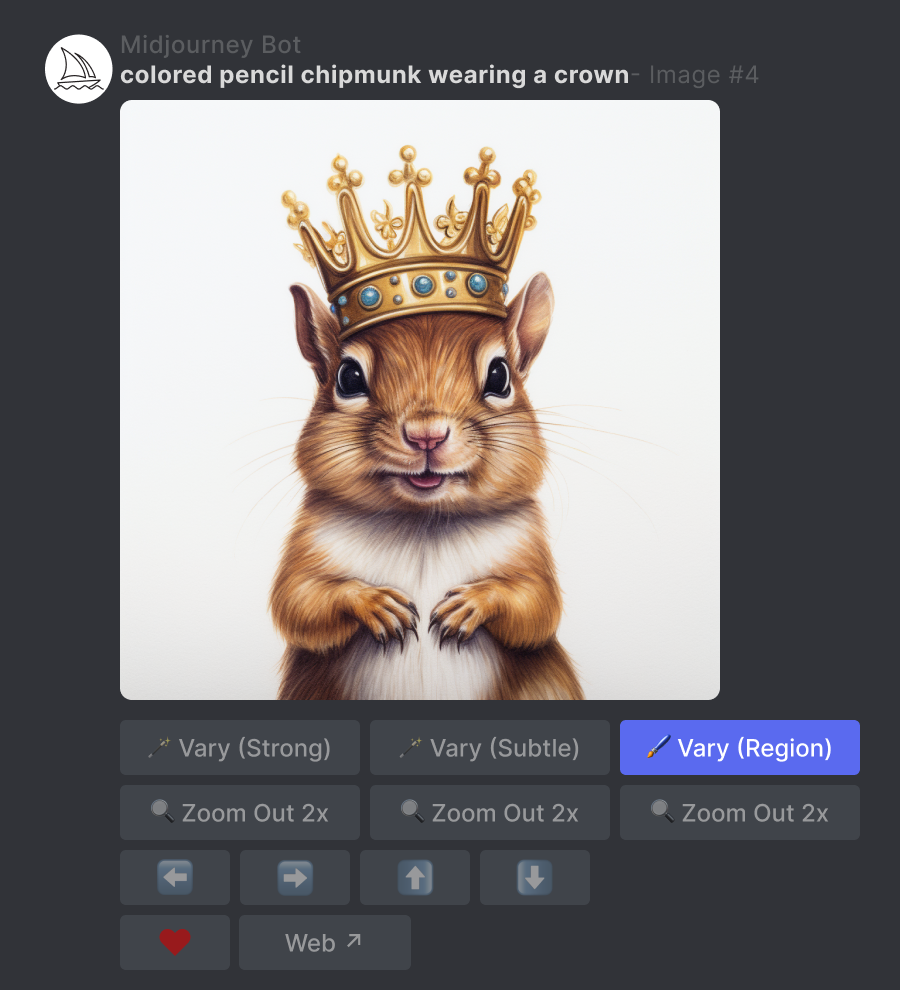 Midjourney Bot
colored pencil chipmunk wearing a crown- Image #4
Vary (Strong) Vary (Subtle) Vary (Region)
Zoom Out 2x Zoom Out 2x Zoom Out 2x
Web